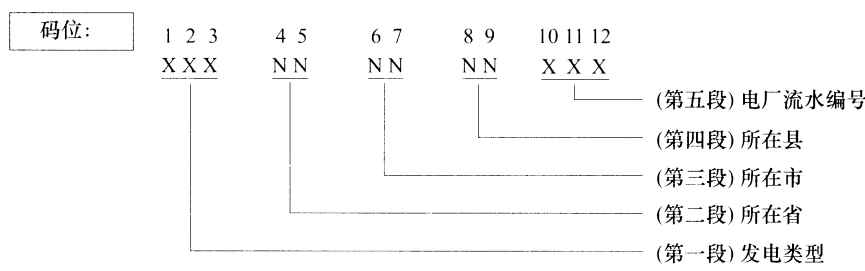 码位：
1 2 3 4 5 6 7 8 9 10 11 12
X X X N N N N N N X X X
(第五段) 电厂流水编号
(第四段) 所在县
(第三段) 所在市
(第二段) 所在省
(第一段) 发电类型